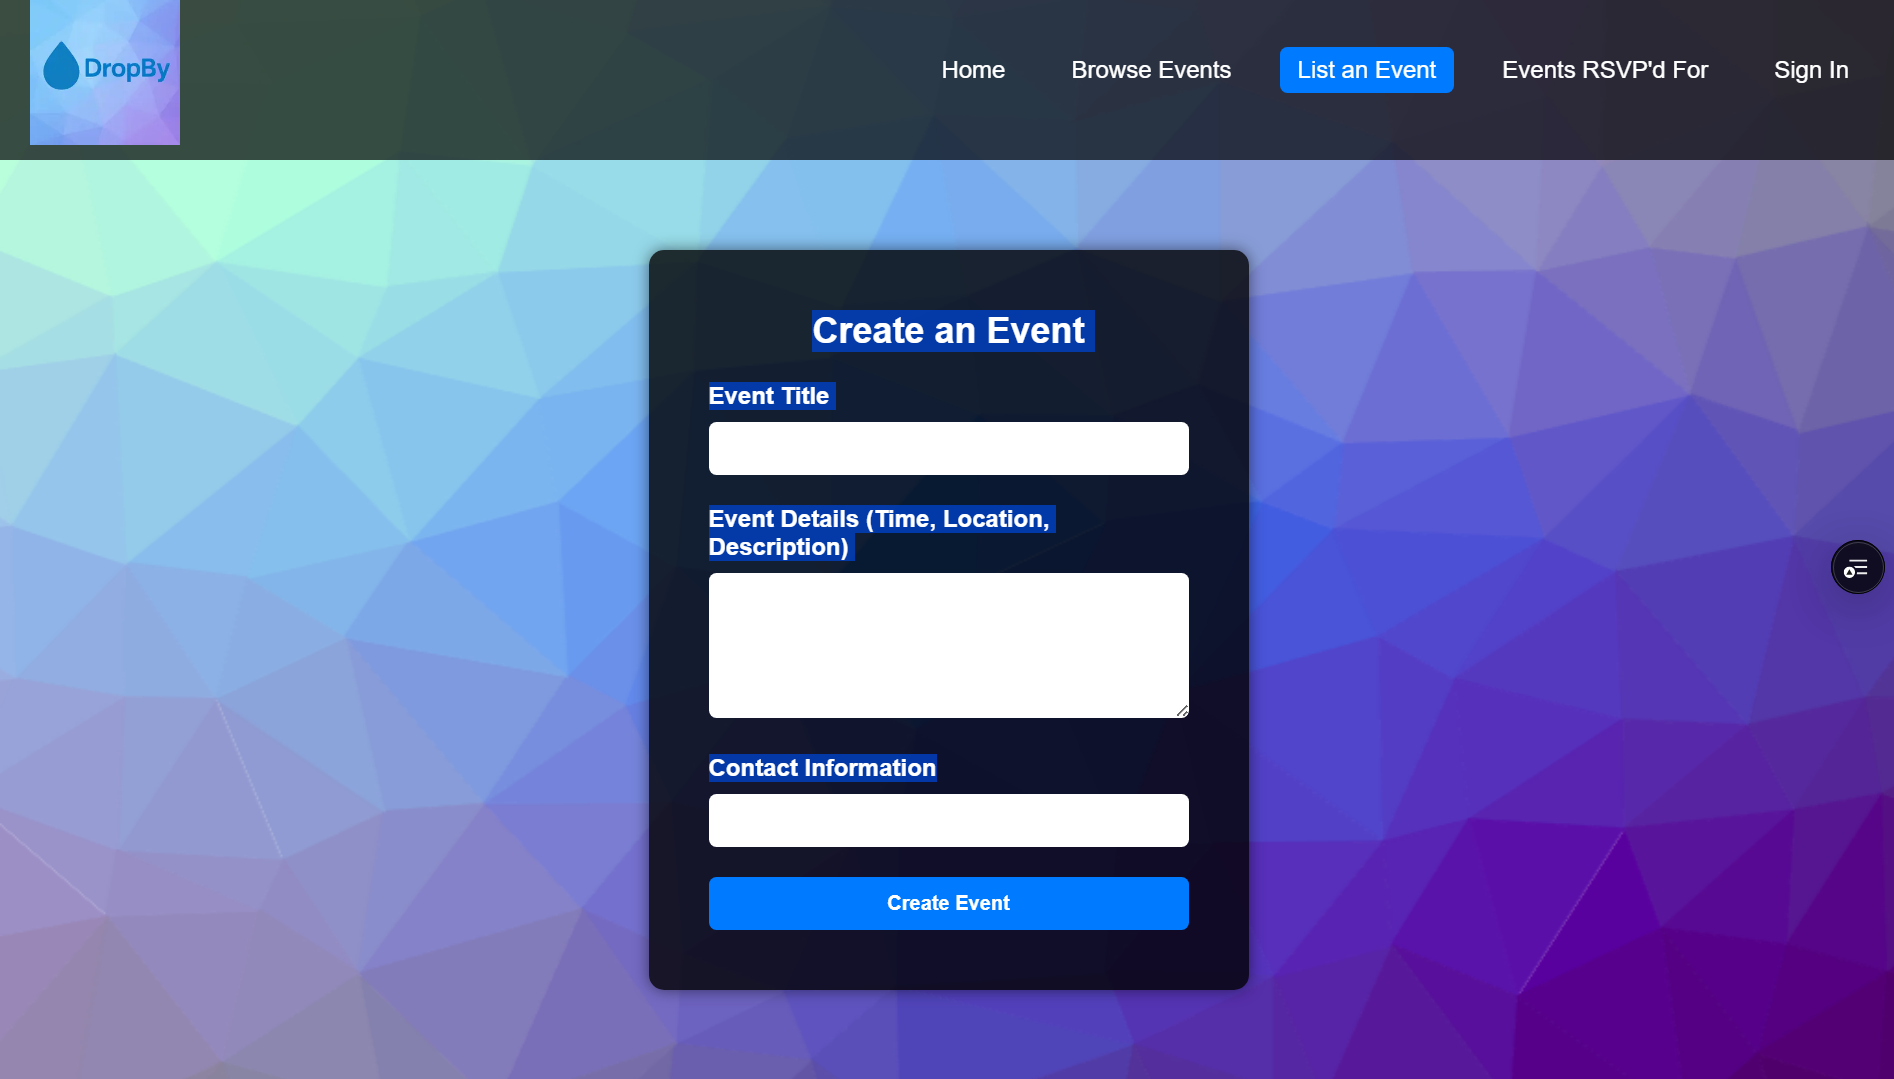 DropBy
Home
Browse Events
List an Event
Events RSVP'd For
Sign In
Create an Event
Event Title
Event Details (Time, Location,
Description)
Contact Information
Create Event